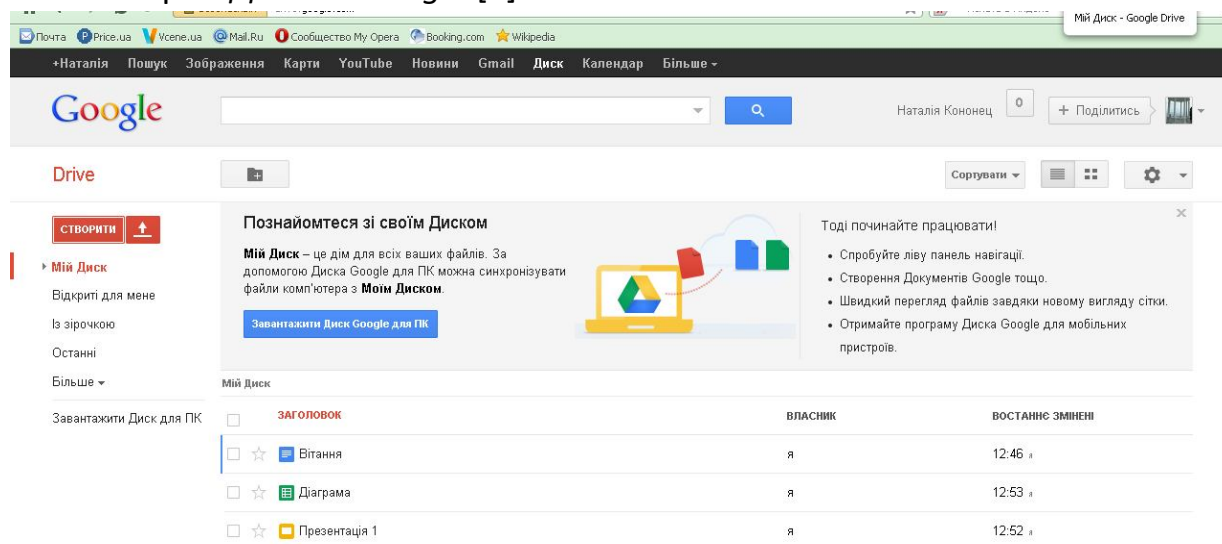 Мій Диск - Google Drive
Почта Price.ua Vcene.ua @Mail.Ru Сообщество My Opera Booking.com Wikipedia
+Наталія Пошук Зображення Карти YouTube Новини Gmail Диск Календар Більше
Google
Наталія Кононец 0 + Поділитись
Drive
Сортувати
СТВОРИТИ
Мій Диск
Відкриті для мене
Із зірочкою
Останні
Більше
Завантажити Диск для ПК
Познайомтеся зі своїм Диском
Мій Диск – це дім для всіх ваших файлів. За
допомогою Диска Google для ПК можна синхронізувати
файли комп'ютера з Моїм Диском.
Завантажити Диск Google для ПК
Тоді починайте працювати!
• Спробуйте ліву панель навігації.
• Створення Документів Google тощо.
• Швидкий перегляд файлів завдяки новому вигляду сітки.
• Отримайте програму Диска Google для мобільних
пристроїв.
Мій Диск
ЗАГОЛОВОК ВЛАСНИК ВОСТАННЄ ЗМІНЕНІ
Вітання я 12:46 я
Діаграма я 12:53 я
Презентація 1 я 12:52 я